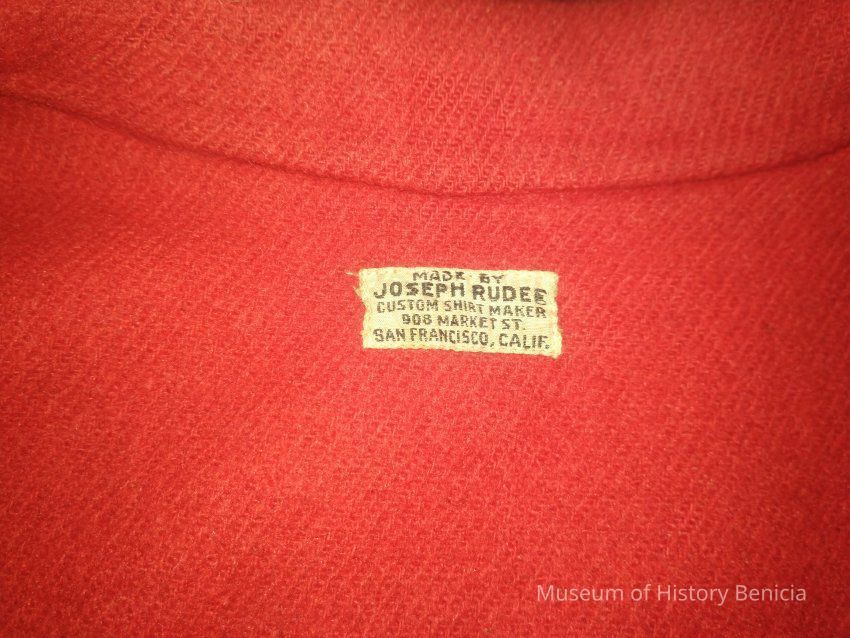 MADE BY
JOSEPH RUDEE
CUSTOM SHIRT MAKER
908 MARKET ST.
SAN FRANCISCO, CALIF.
Museum of History Benicia